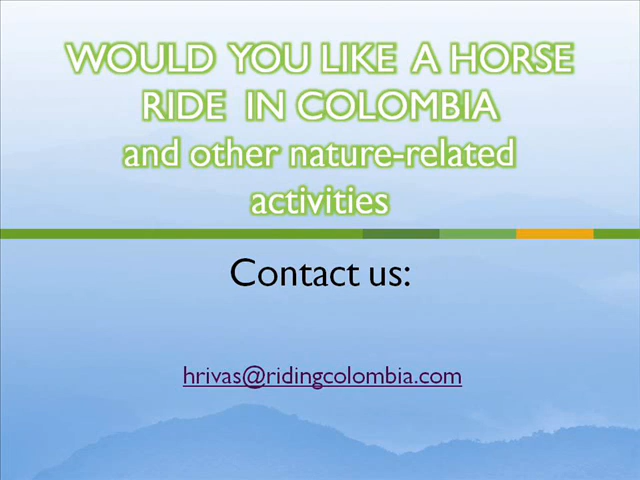 WOULD YOU LIKE A HORSE
RIDE IN COLOMBIA
and other nature-related
activities
Contact us:
hrivas@ridingcolombia.com